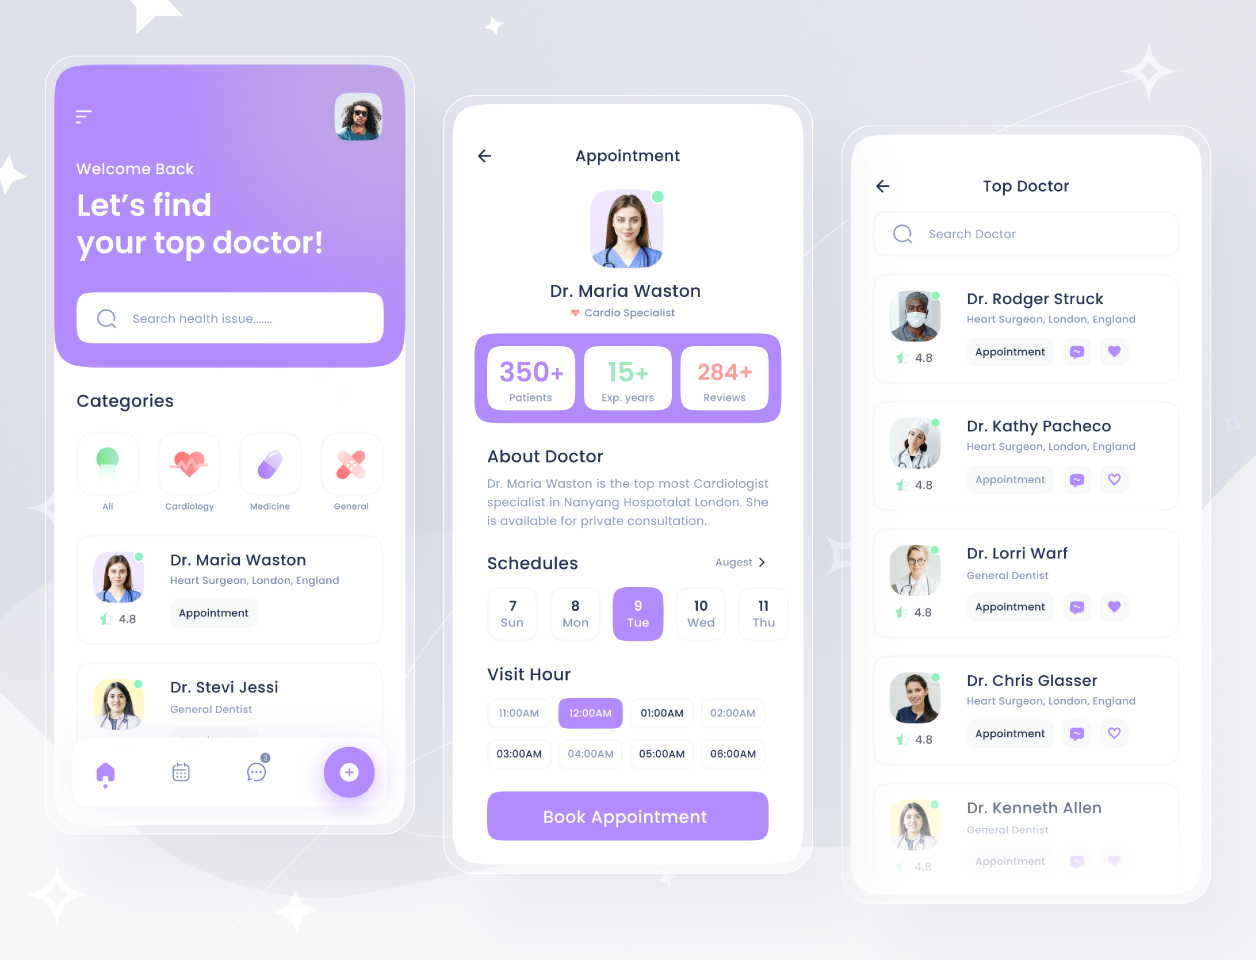 Welcome Back
Let's find
your top doctor!
Search health issue......
Categories
All
Cardiology
Medicine
General
Dr. Maria Waston
Heart Surgeon, London, England
4.8
Appointment
Dr. Stevi Jessi
General Dentist
2
Appointment
Dr. Maria Waston
Cardio Specialist
350+
Patients
15+
Exp. years
284+
Reviews
About Doctor
Dr. Maria Waston is the top most Cardiologist
specialist in Nanyang Hospotalat London. She
is available for private consultation.
Schedules
Augest
7
Sun
8
Mon
9
Tue
10
Wed
11
Thu
Visit Hour
11:00AM
12:00AM
01:00AM
02:00AM
03:00AM
04:00AM
05:00AM
06:00AM
Book Appointment
Top Doctor
Search Doctor
Dr. Rodger Struck
Heart Surgeon, London, England
4.8
Appointment
Dr. Kathy Pacheco
Heart Surgeon, London, England
4.8
Appointment
Dr. Lorri Warf
General Dentist
4.8
Appointment
Dr. Chris Glasser
Heart Surgeon, London, England
4.8
Appointment
Dr. Kenneth Allen
General Dentist
4.8
Appointment